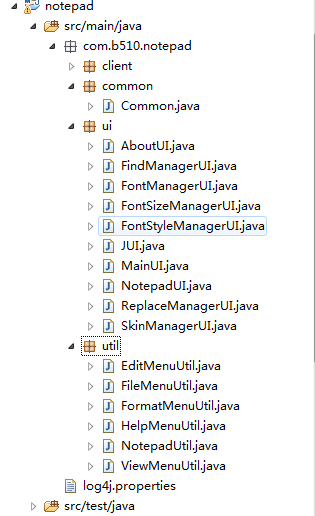 notepad
src/main/java
com.b510.notepad
client
common
Common.java
ui
AboutUI.java
FindManagerUI.java
FontManagerUI.java
FontSizeManagerUI.java
FontStyleManagerUI.java
JUI.java
MainUI.java
NotepadUI.java
ReplaceManagerUI.java
SkinManagerUI.java
util
EditMenuUtil.java
FileMenuUtil.java
FormatMenuUtil.java
HelpMenuUtil.java
NotepadUtil.java
ViewMenuUtil.java
log4j.properties
src/test/java